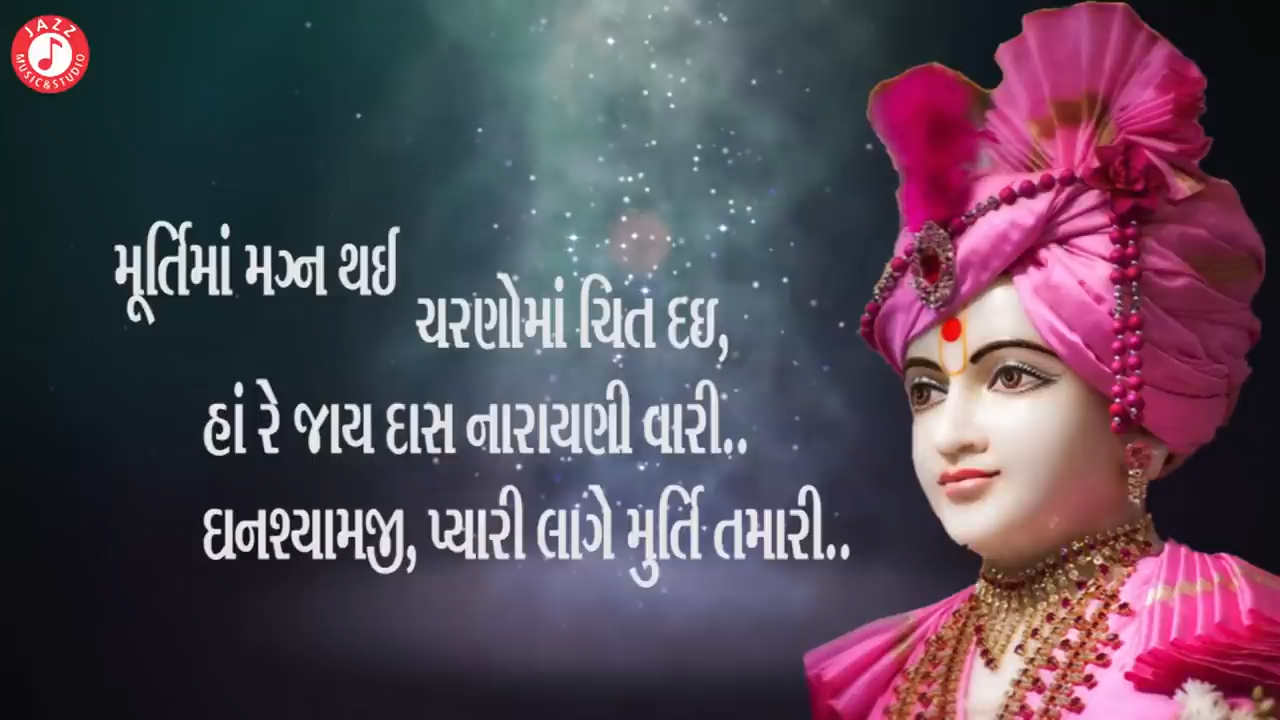 JAZZ
MUSIC&STUDIO
મૂર્તિમાં મગ્ન થઈ
ચરણોમાં ચિત દઇ,
હાં રે જાય દાસ નારાયણી વારી..
ઘનશ્યામજી, પ્યારી લાગે મુર્તિ તમારી..